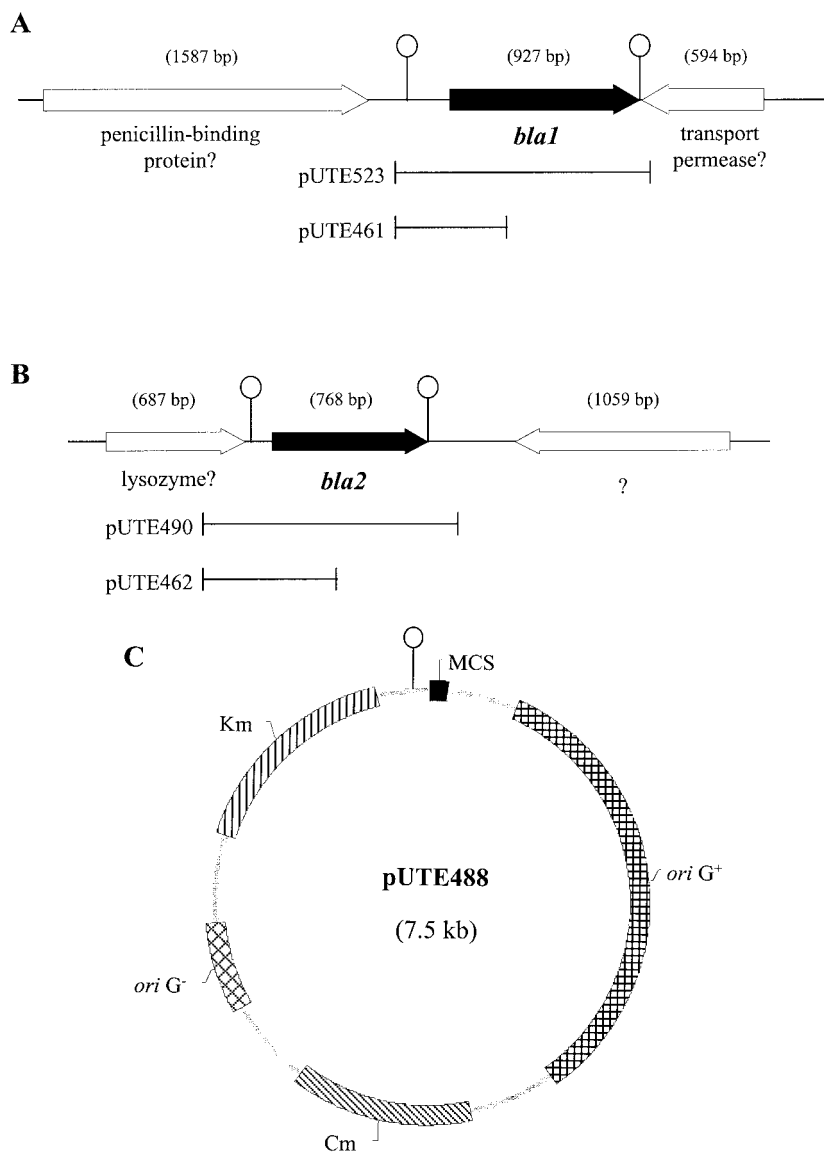 A
(1587 bp)
(927 bp)
(594 bp)
penicillin-binding
protein?
bla1
transport
permease?
pUTE523
pUTE461
B
(687 bp)
(768 bp)
(1059 bp)
lysozyme?
bla2
?
pUTE490
pUTE462
C
MCS
Km
ori G+
pUTE488
(7.5 kb)
ori G-
Cm